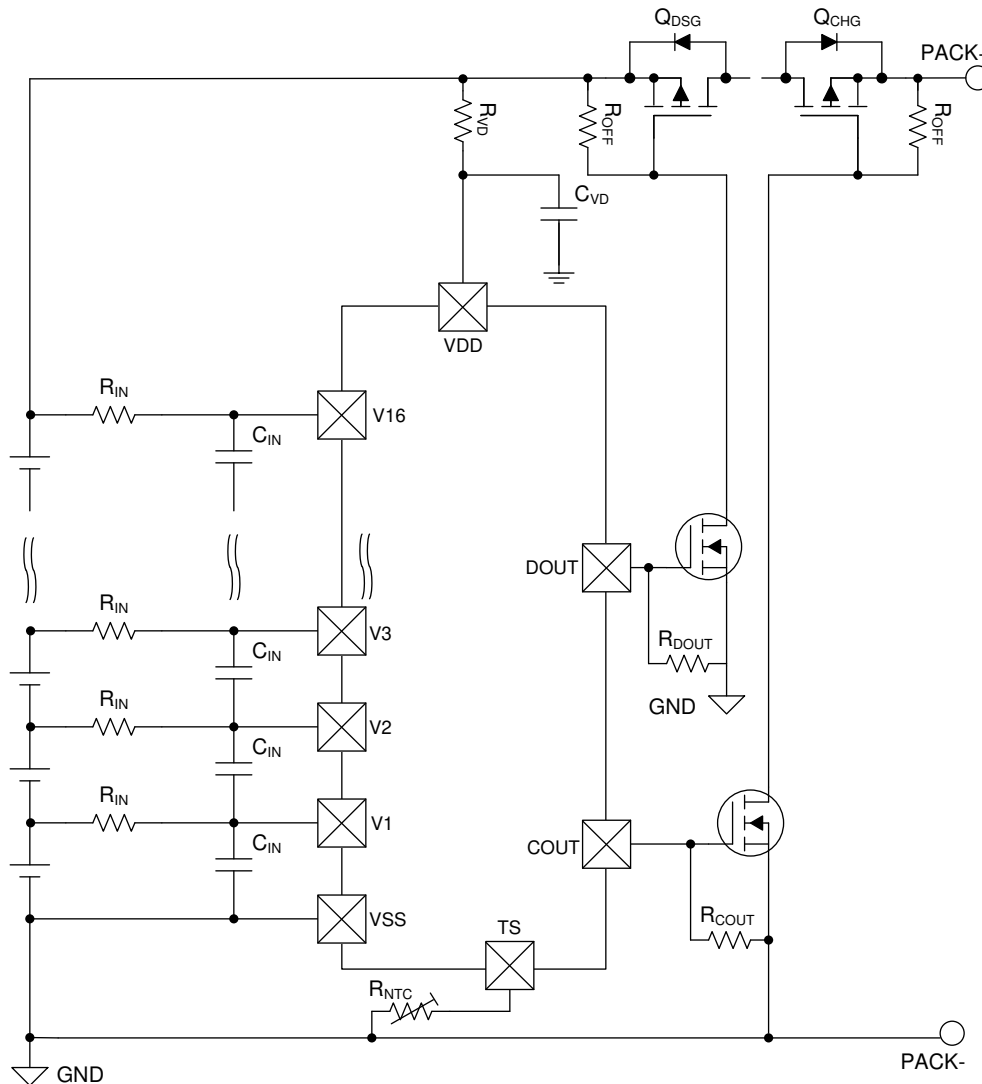 QDSG
QCHG
PACK-
RVD
ROFF
ROFF
CVD
VDD
RIN
V16
CIN
DOUT
RIN
V3
CIN
RDOUT
RIN
V2
GND
CIN
RIN
V1
COUT
CIN
VSS
TS
RCOUT
RNTC
PACK-
GND